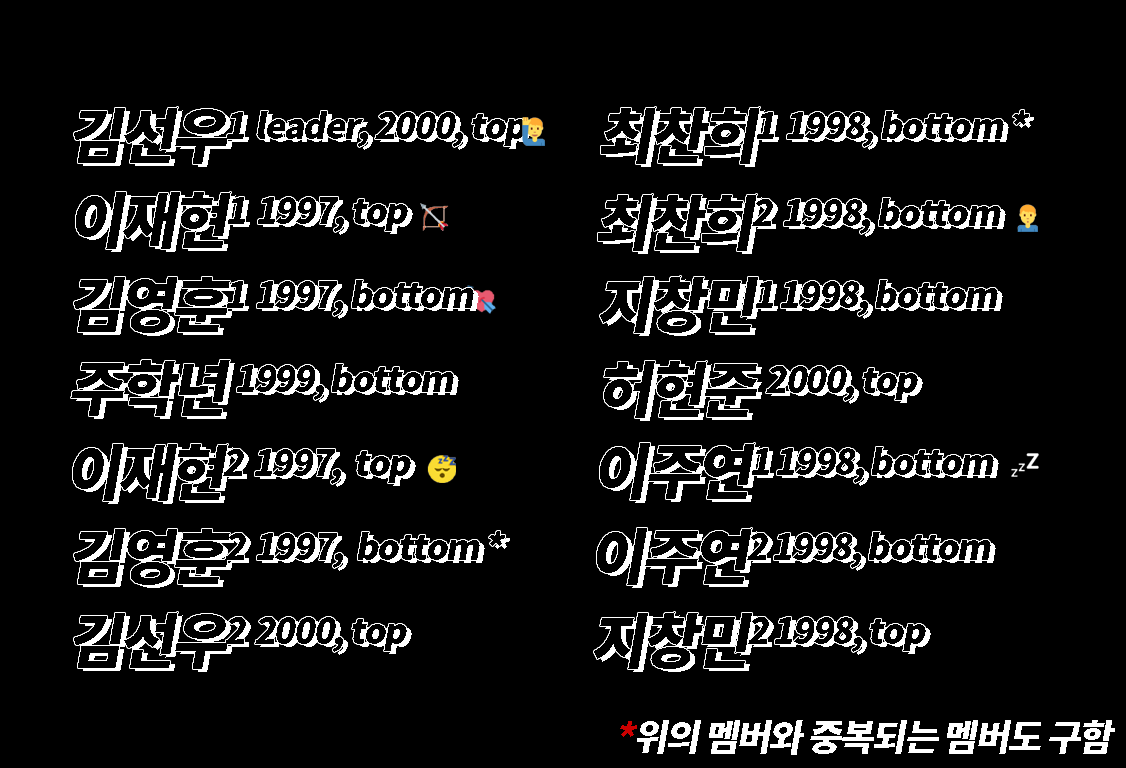 김선우1 leader, 2000, top🙋‍♂️
이재현1 1997, top 🏹
김영훈1 1997, bottom💘
주학년 1999, bottom
이재현2 1997, top 😴
김영훈2 1997, bottom *
김선우2 2000, top
최찬희1 1998, bottom *
최찬희2 1998, bottom 🙎‍♂️
지창민1 1998, bottom
허현준 2000, top
이주연1 1998, bottom 💤
이주연2 1998, bottom
지창민2 1998, top
*위의 멤버와 중복되는 멤버도 구함